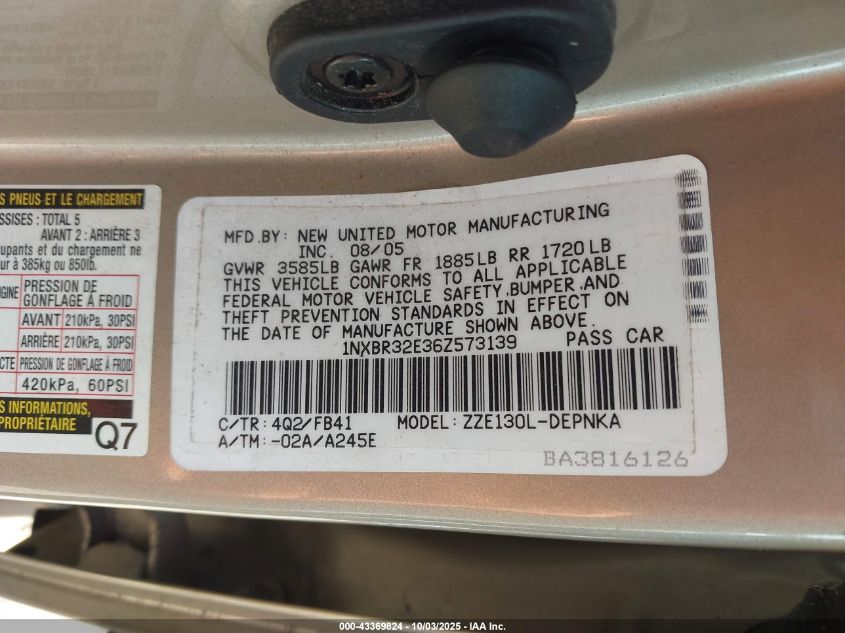 S PNEUS ET LE CHARGEMENT
SSISES : TOTAL 5
AVANT 2 : ARRIÈRE 3
upants et du chargement ne
ur à 385kg ou 850lb.
NGINE PRESSION DE
GONFLAGE À FROID
AVANT 210kPa, 30PSI
ARRIÈRE 210kPa, 30PSI
CTE PRESSION DE GONFLAGE À FROID
420kPa, 60PSI
S INFORMATIONS,
PROPRIÉTAIRE
Q7
MFD.BY: NEW UNITED MOTOR MANUFACTURING
INC. 08/05
GVWR 3585LB GAWR FR 1885LB RR 1720LB
THIS VEHICLE CONFORMS TO ALL APPLICABLE
FEDERAL MOTOR VEHICLE SAFETY,BUMPER,AND
THEFT PREVENTION STANDARDS IN EFFECT ON
THE DATE OF MANUFACTURE SHOWN ABOVE.
1NXBR32E36Z573139 PASS CAR
C/TR: 4Q2/FB41 MODEL: ZZE130L-DEPNKA
A/TM: -02A/A245E
BA3816126
000-43369824 | 10/03/2025 - IAA Inc.